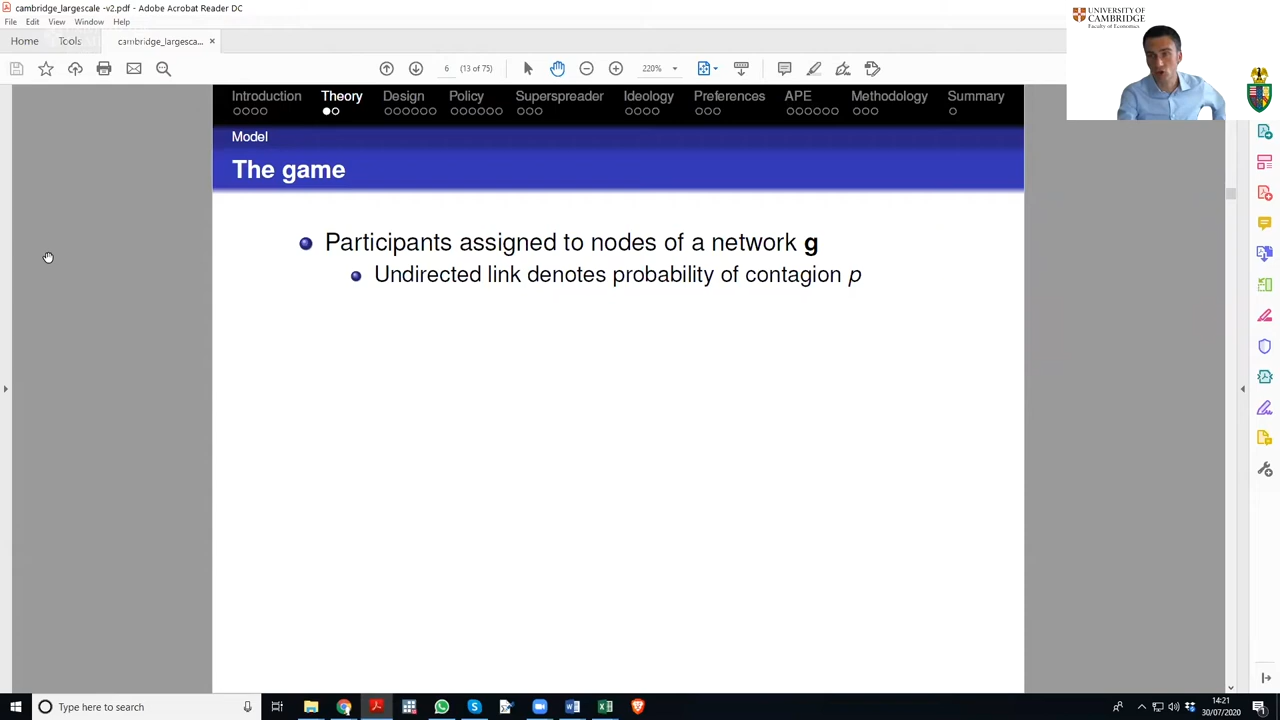 cambridge_largescale -v2.pdf - Adobe Acrobat Reader DC
File Edit View Window Help
Home Tools cambridge_largesca... ×
6 (13 of 75) 220%
UNIVERSITY OF
CAMBRIDGE
Faculty of Economics
Introduction Theory Design Policy Superspreader Ideology Preferences APE Methodology Summary
Model
The game
Participants assigned to nodes of a network g
Undirected link denotes probability of contagion p
Type here to search
14:21
30/07/2020